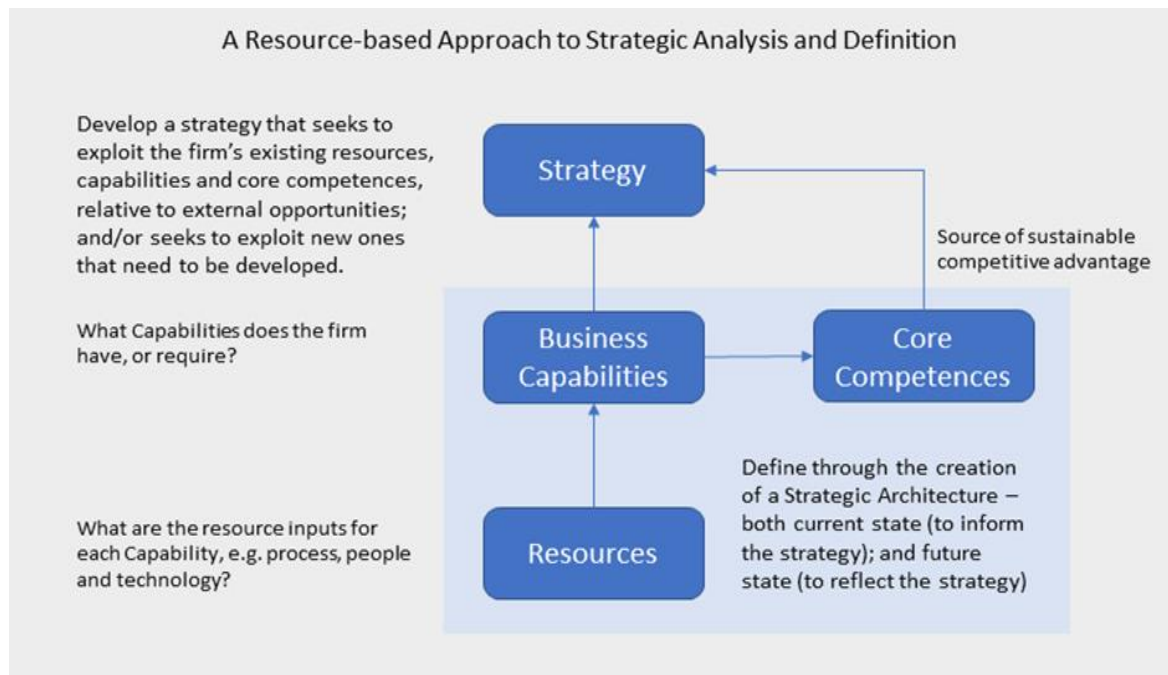 A Resource-based Approach to Strategic Analysis and Definition
Develop a strategy that seeks to
exploit the firm's existing resources,
capabilities and core competences,
relative to external opportunities;
and/or seeks to exploit new ones
that need to be developed.
Strategy
Source of sustainable
competitive advantage
What Capabilities does the firm
have, or require?
Business
Capabilities
Core
Competences
What are the resource inputs for
each Capability, e.g. process, people
and technology?
Resources
Define through the creation
of a Strategic Architecture –
both current state (to inform
the strategy); and future
state (to reflect the strategy)